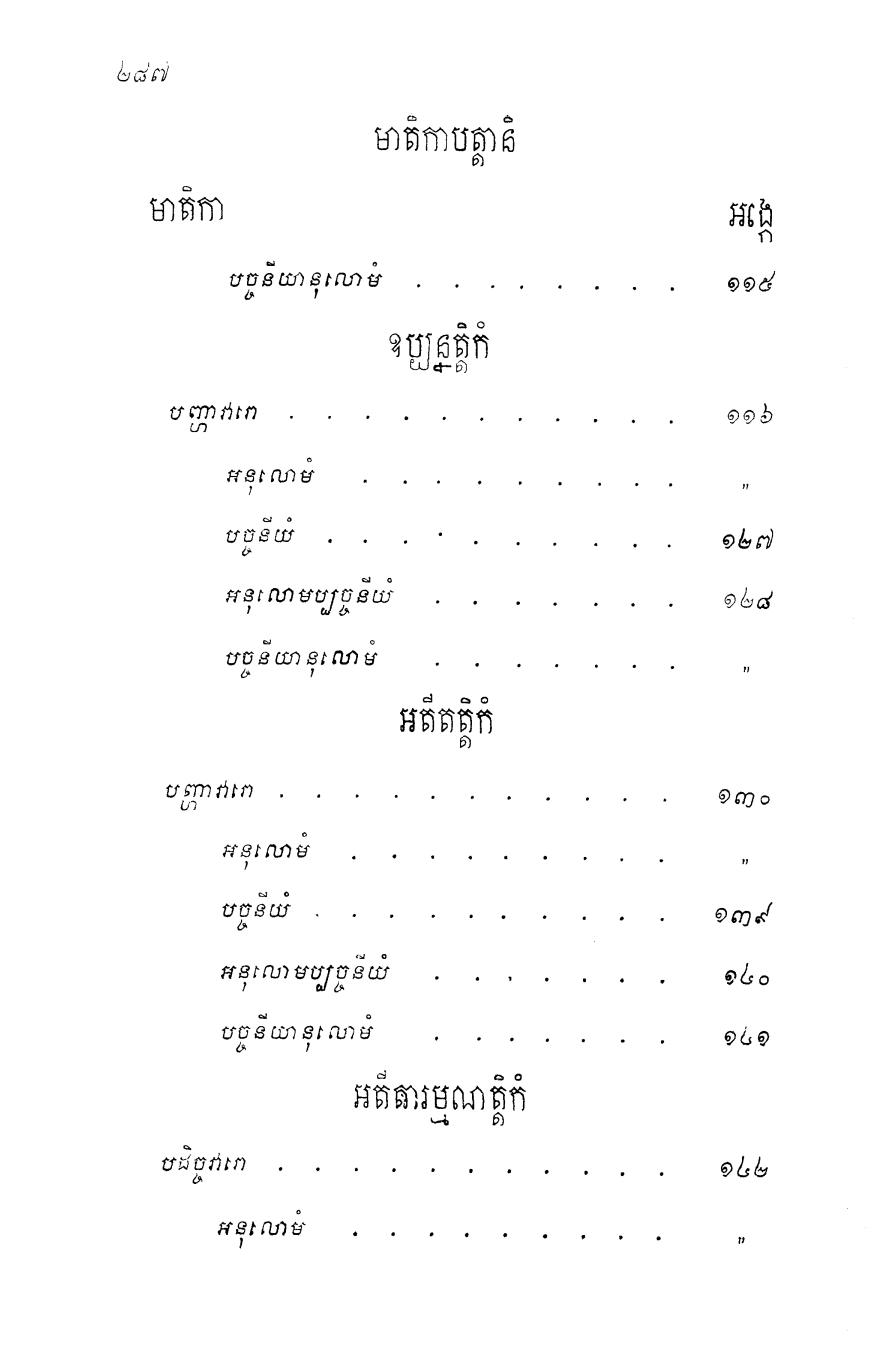 ២៨៧
មាតិកាបត្តានិ
មាតិកា អង្កេ
បច្ចនីយានុលោមំ . . . . . . . ១១៥
ឧប្បន្នត្តិកំ
បញ្ហាវារេ . . . . . . . . . . . ១១៦
អនុលោមំ . . . . . . . . . "
បច្ចនីយំ . . . . . . . . . . ១២៧
អនុលោមប្បច្ចនីយំ . . . . . . . ១២៨
បច្ចនីយានុលោមំ . . . . . . . "
អតីតត្តិកំ
បញ្ហាវារេ . . . . . . . . . . . ១៣០
អនុលោមំ . . . . . . . . . "
បច្ចនីយំ . . . . . . . . . . ១៣៩
អនុលោមប្បច្ចនីយំ . . . . . . . ១៤០
បច្ចនីយានុលោមំ . . . . . . . ១៤១
អតីតារម្មណត្តិកំ
បដិច្ចវារេ . . . . . . . . . . . ១៤២
អនុលោមំ . . . . . . . . . "